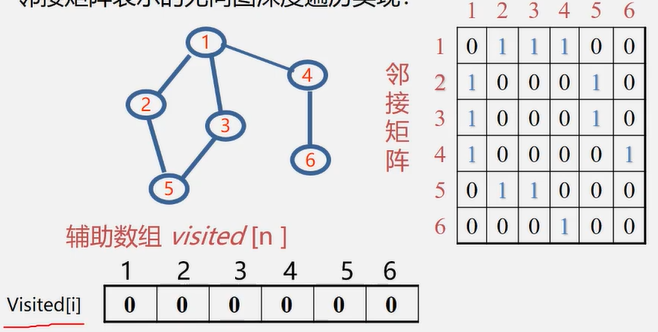 邻接矩阵表示的无向图深度遍历实现：
1
2
3
4
5
6
邻接矩阵
1 2 3 4 5 6
1 0 1 1 1 0 0
2 1 0 0 0 1 0
3 1 0 0 0 1 0
4 1 0 0 0 0 1
5 0 1 1 0 0 0
6 0 0 0 1 0 0
辅助数组 visited [n ]
1 2 3 4 5 6
Visited[i] 0 0 0 0 0 0